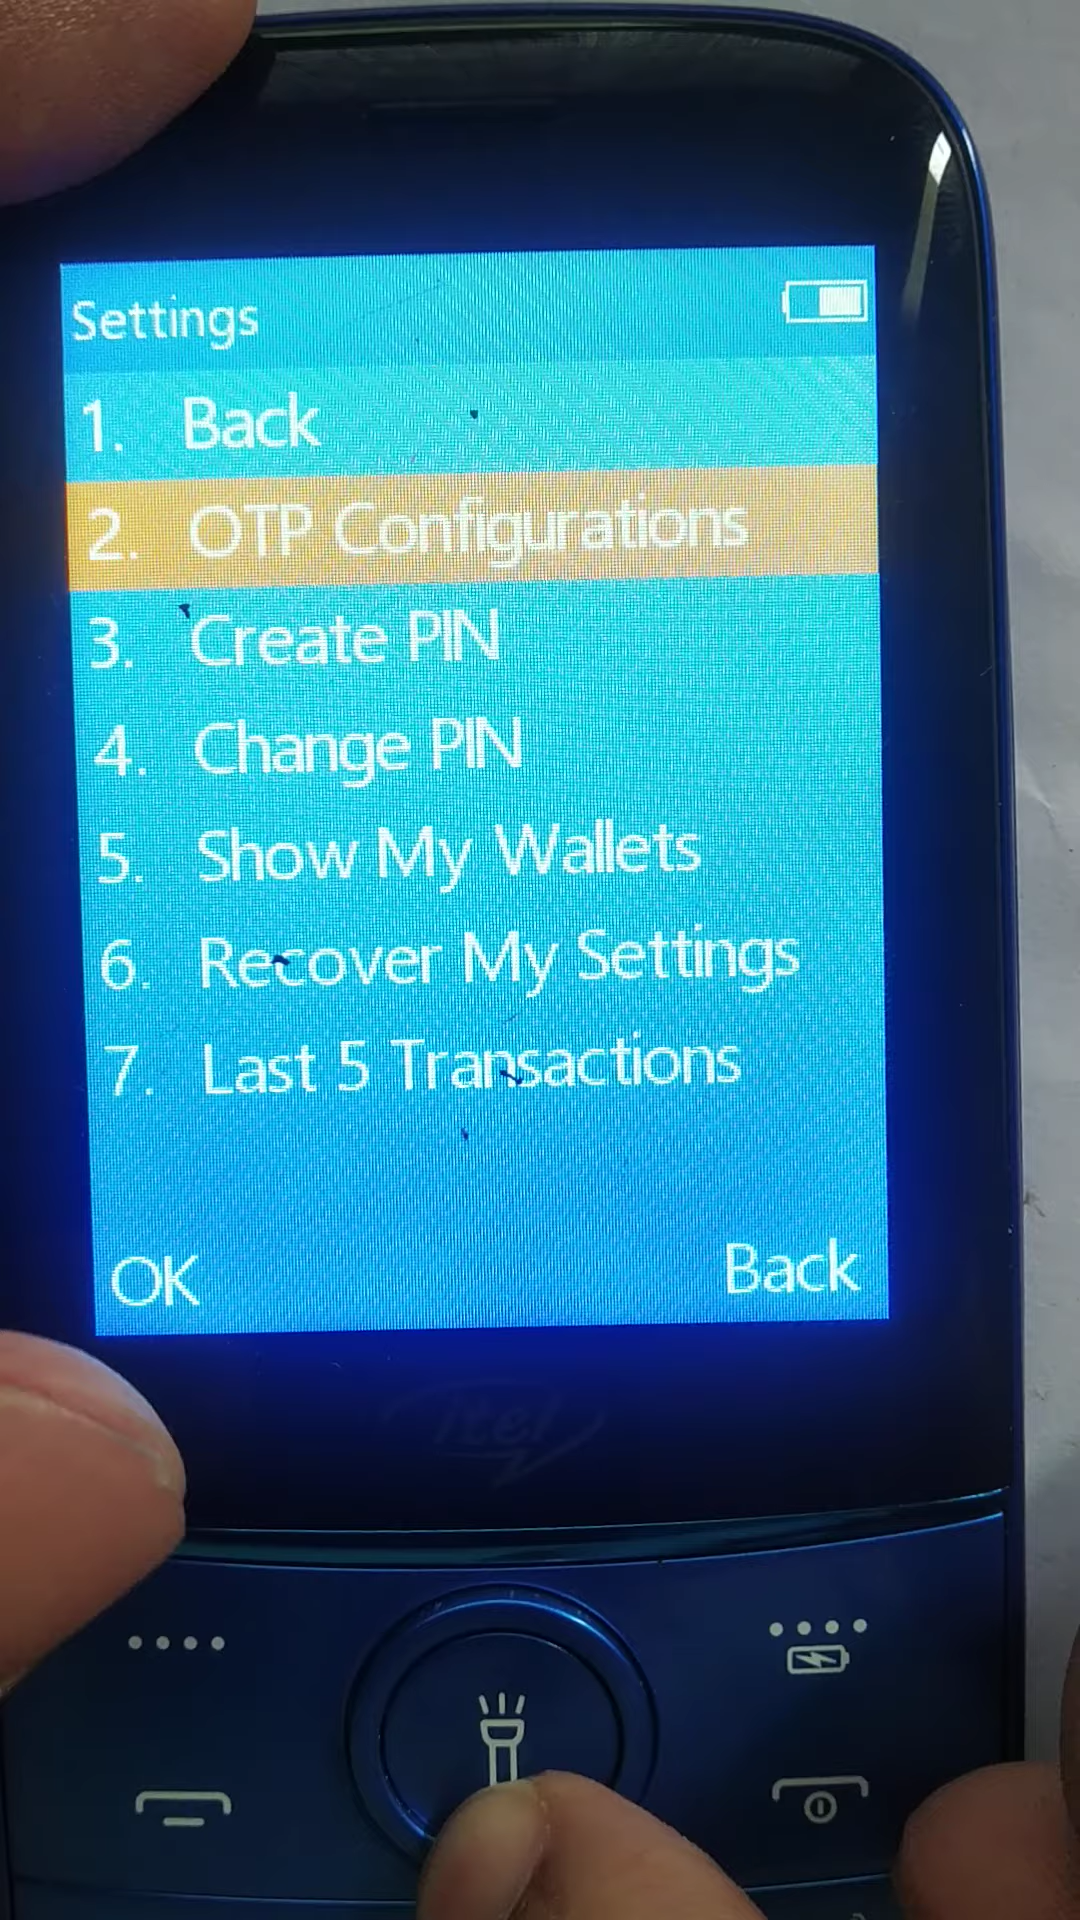 Settings
1. Back
2. OTP Configurations
3. Create PIN
4. Change PIN
5. Show My Wallets
6. Recover My Settings
7. Last 5 Transactions
OK Back
itel